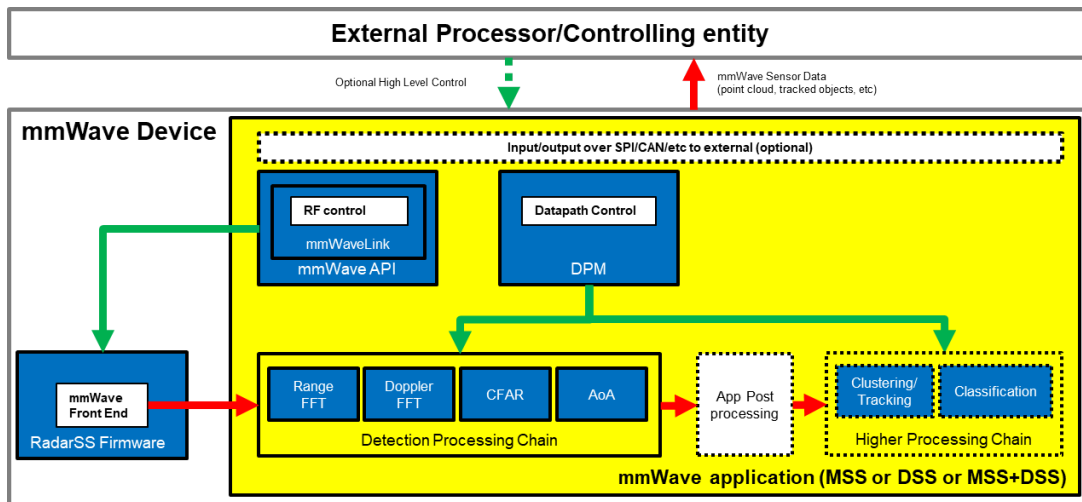 External Processor/Controlling entity
Optional High Level Control
mmWave Sensor Data
(point cloud, tracked objects, etc)
mmWave Device
Input/output over SPI/CAN/etc to external (optional)
RF control
mmWaveLink
mmWave API
Datapath Control
DPM
mmWave
Front End
RadarSS Firmware
Range
FFT
Doppler
FFT
CFAR
AoA
Detection Processing Chain
App Post
processing
Clustering/
Tracking
Classification
Higher Processing Chain
mmWave application (MSS or DSS or MSS+DSS)